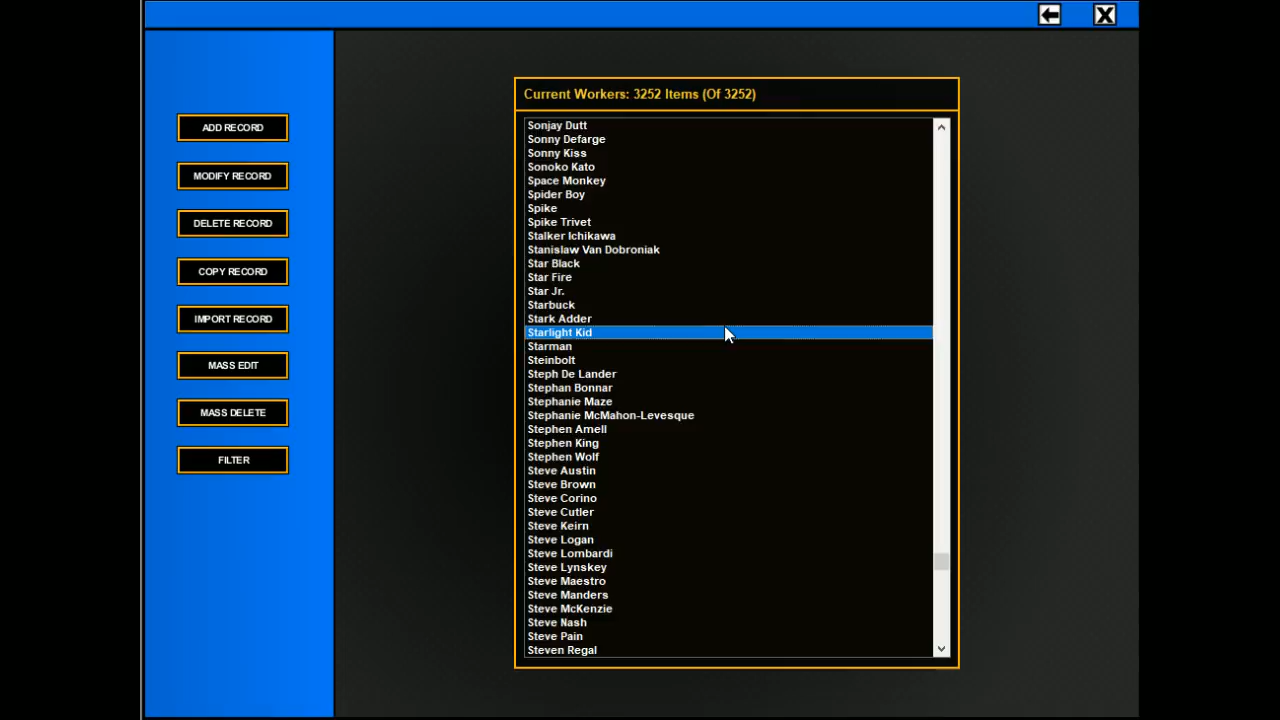 ADD RECORD
MODIFY RECORD
DELETE RECORD
COPY RECORD
IMPORT RECORD
MASS EDIT
MASS DELETE
FILTER
Current Workers: 3252 Items (Of 3252)
Sonjay Dutt
Sonny Defarge
Sonny Kiss
Sonoko Kato
Space Monkey
Spider Boy
Spike
Spike Trivet
Stalker Ichikawa
Stanislaw Van Dobroniak
Star Black
Star Fire
Star Jr.
Starbuck
Stark Adder
Starlight Kid
Starman
Steinbolt
Steph De Lander
Stephan Bonnar
Stephanie Maze
Stephanie McMahon-Levesque
Stephen Amell
Stephen King
Stephen Wolf
Steve Austin
Steve Brown
Steve Corino
Steve Cutler
Steve Keirn
Steve Logan
Steve Lombardi
Steve Lynskey
Steve Maestro
Steve Manders
Steve McKenzie
Steve Nash
Steve Pain
Steven Regal